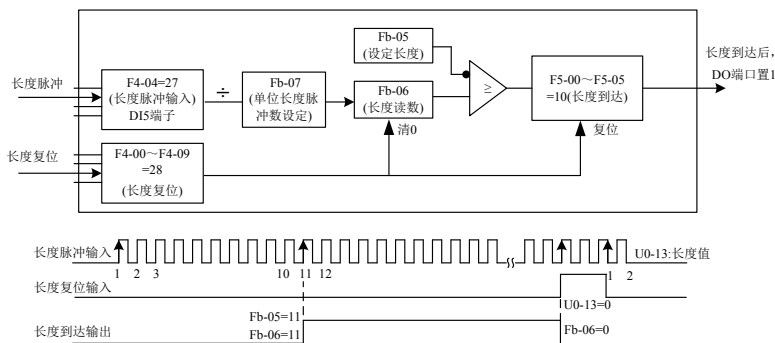 长度脉冲
F4-04=27
(长度脉冲输入)
DI5端子
÷
Fb-07
(单位长度脉
冲数设定)
Fb-05
(设定长度)
Fb-06
(长度读数)
≥
F5-00～F5-05
=10(长度到达)
长度到达后,
DO端口置1
清0
复位
长度复位
F4-00～F4-09
=28
(长度复位)
长度脉冲输入
1 2 3 10 11 12 1 2
U0-13:长度值
长度复位输入
U0-13=0
Fb-05=11
长度到达输出
Fb-06=11
Fb-06=0